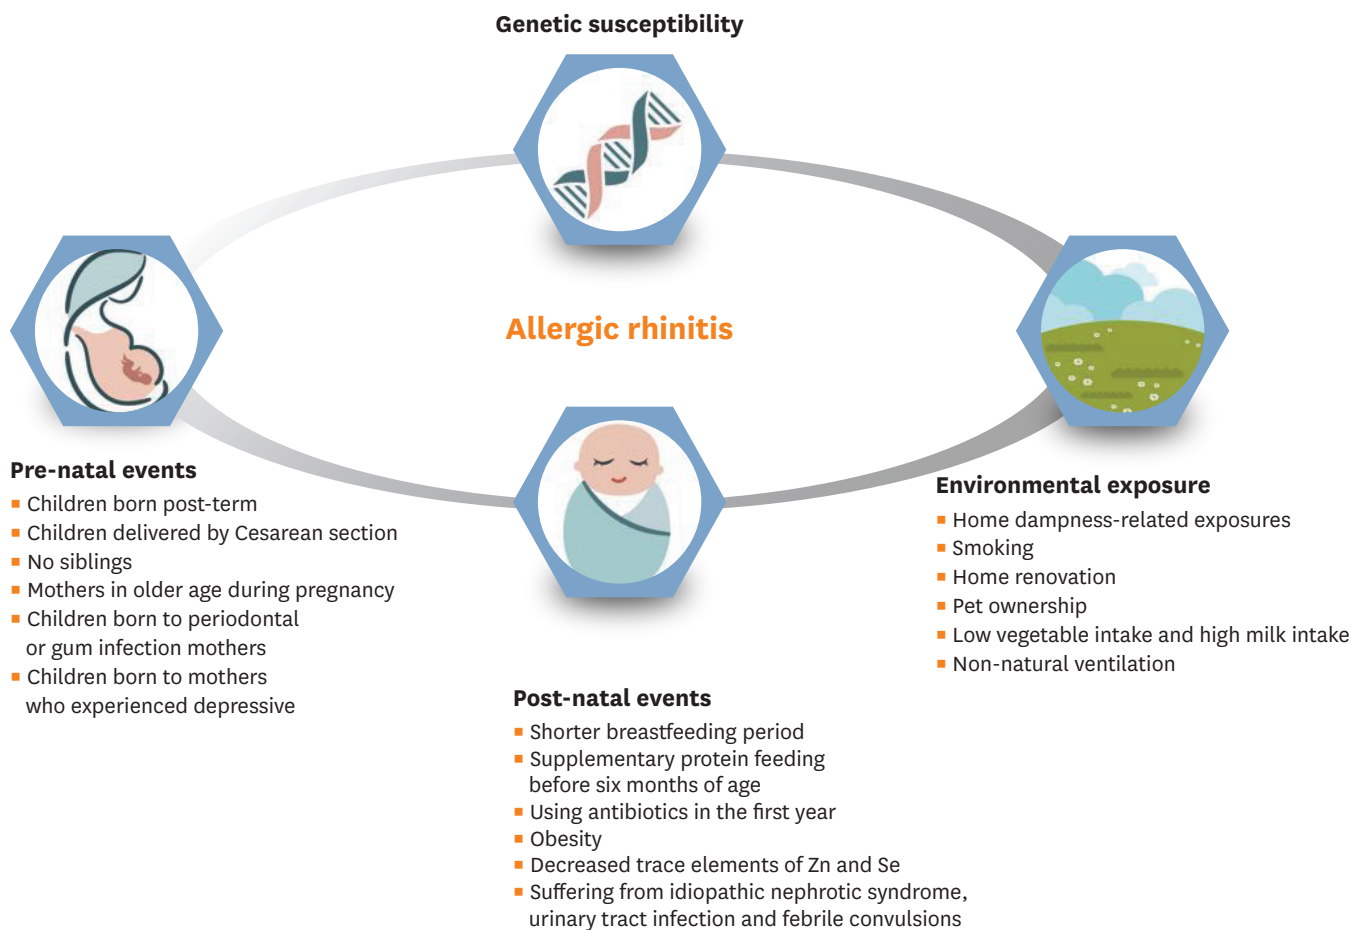 Genetic susceptibility
Allergic rhinitis
Pre-natal events
▪ Children born post-term
▪ Children delivered by Cesarean section
▪ No siblings
▪ Mothers in older age during pregnancy
▪ Children born to periodontal
or gum infection mothers
▪ Children born to mothers
who experienced depressive
Environmental exposure
▪ Home dampness-related exposures
▪ Smoking
▪ Home renovation
▪ Pet ownership
▪ Low vegetable intake and high milk intake
▪ Non-natural ventilation
Post-natal events
▪ Shorter breastfeeding period
▪ Supplementary protein feeding
before six months of age
▪ Using antibiotics in the first year
▪ Obesity
▪ Decreased trace elements of Zn and Se
▪ Suffering from idiopathic nephrotic syndrome,
urinary tract infection and febrile convulsions